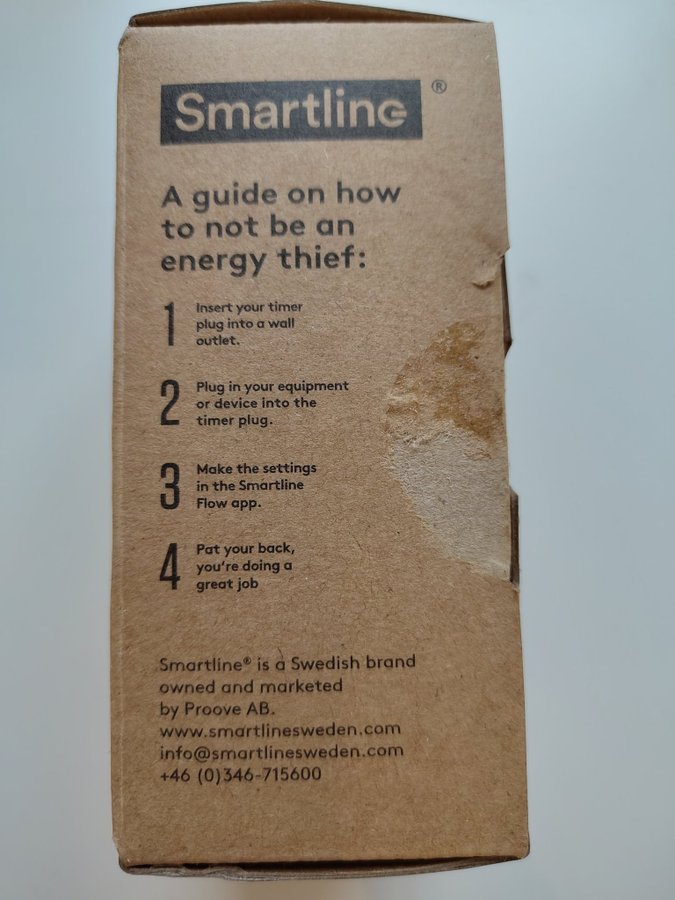 Smartline ®
A guide on how
to not be an
energy thief:
1 Insert your timer
plug into a wall
outlet.
2 Plug in your equipment
or device into the
timer plug.
3 Make the settings
in the Smartline
Flow app.
4 Pat your back,
you're doing a
great job
Smartline® is a Swedish brand
owned and marketed
by Proove AB.
www.smartlinesweden.com
info@smartlinesweden.com
+46 (0)346-715600